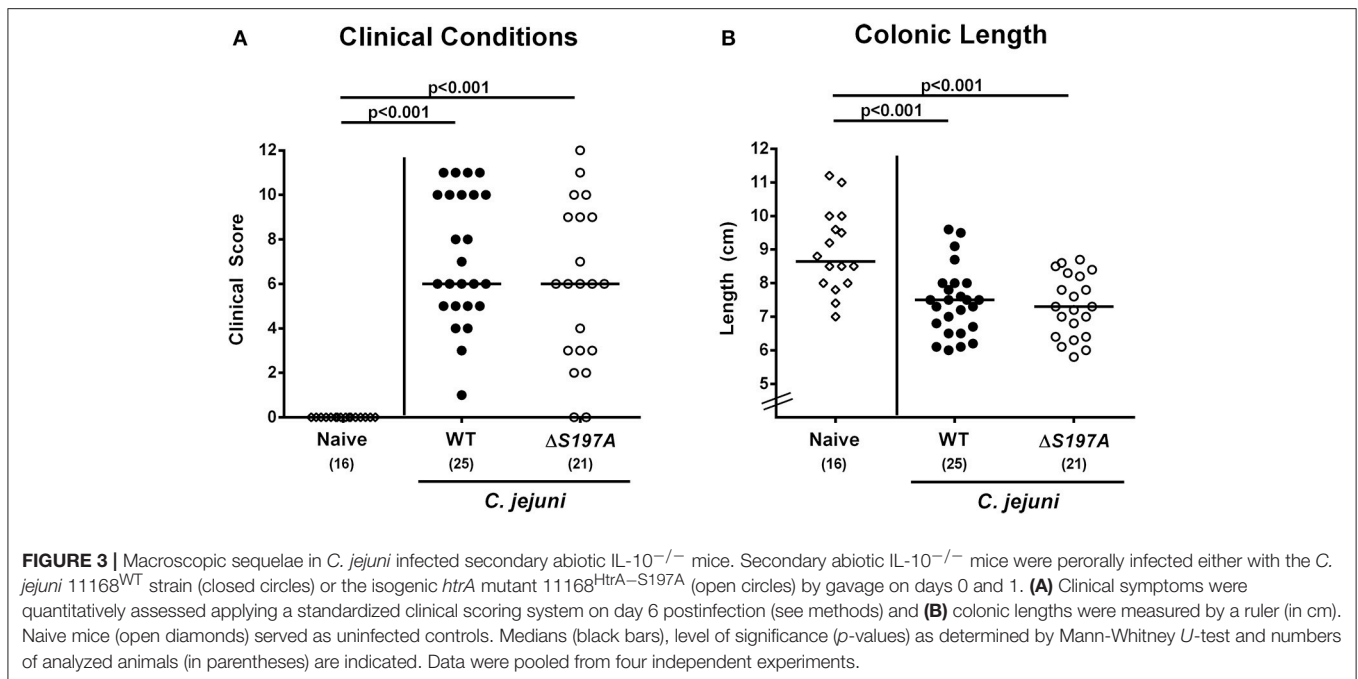 A Clinical Conditions
p<0.001
p<0.001
Clinical Score
12
10
8
6
4
2
0
Naive WT ΔS197A
(16) (25) (21)
C. jejuni
B Colonic Length
p<0.001
p<0.001
Length (cm)
12
11
10
9
8
7
6
5
Naive WT ΔS197A
(16) (25) (21)
C. jejuni
FIGURE 3 | Macroscopic sequelae in C. jejuni infected secondary abiotic IL-10−/− mice. Secondary abiotic IL-10−/− mice were perorally infected either with the C.
jejuni 11168WT strain (closed circles) or the isogenic htrA mutant 11168HtrA−S197A (open circles) by gavage on days 0 and 1. (A) Clinical symptoms were
quantitatively assessed applying a standardized clinical scoring system on day 6 postinfection (see methods) and (B) colonic lengths were measured by a ruler (in cm).
Naive mice (open diamonds) served as uninfected controls. Medians (black bars), level of significance (p-values) as determined by Mann-Whitney U-test and numbers
of analyzed animals (in parentheses) are indicated. Data were pooled from four independent experiments.